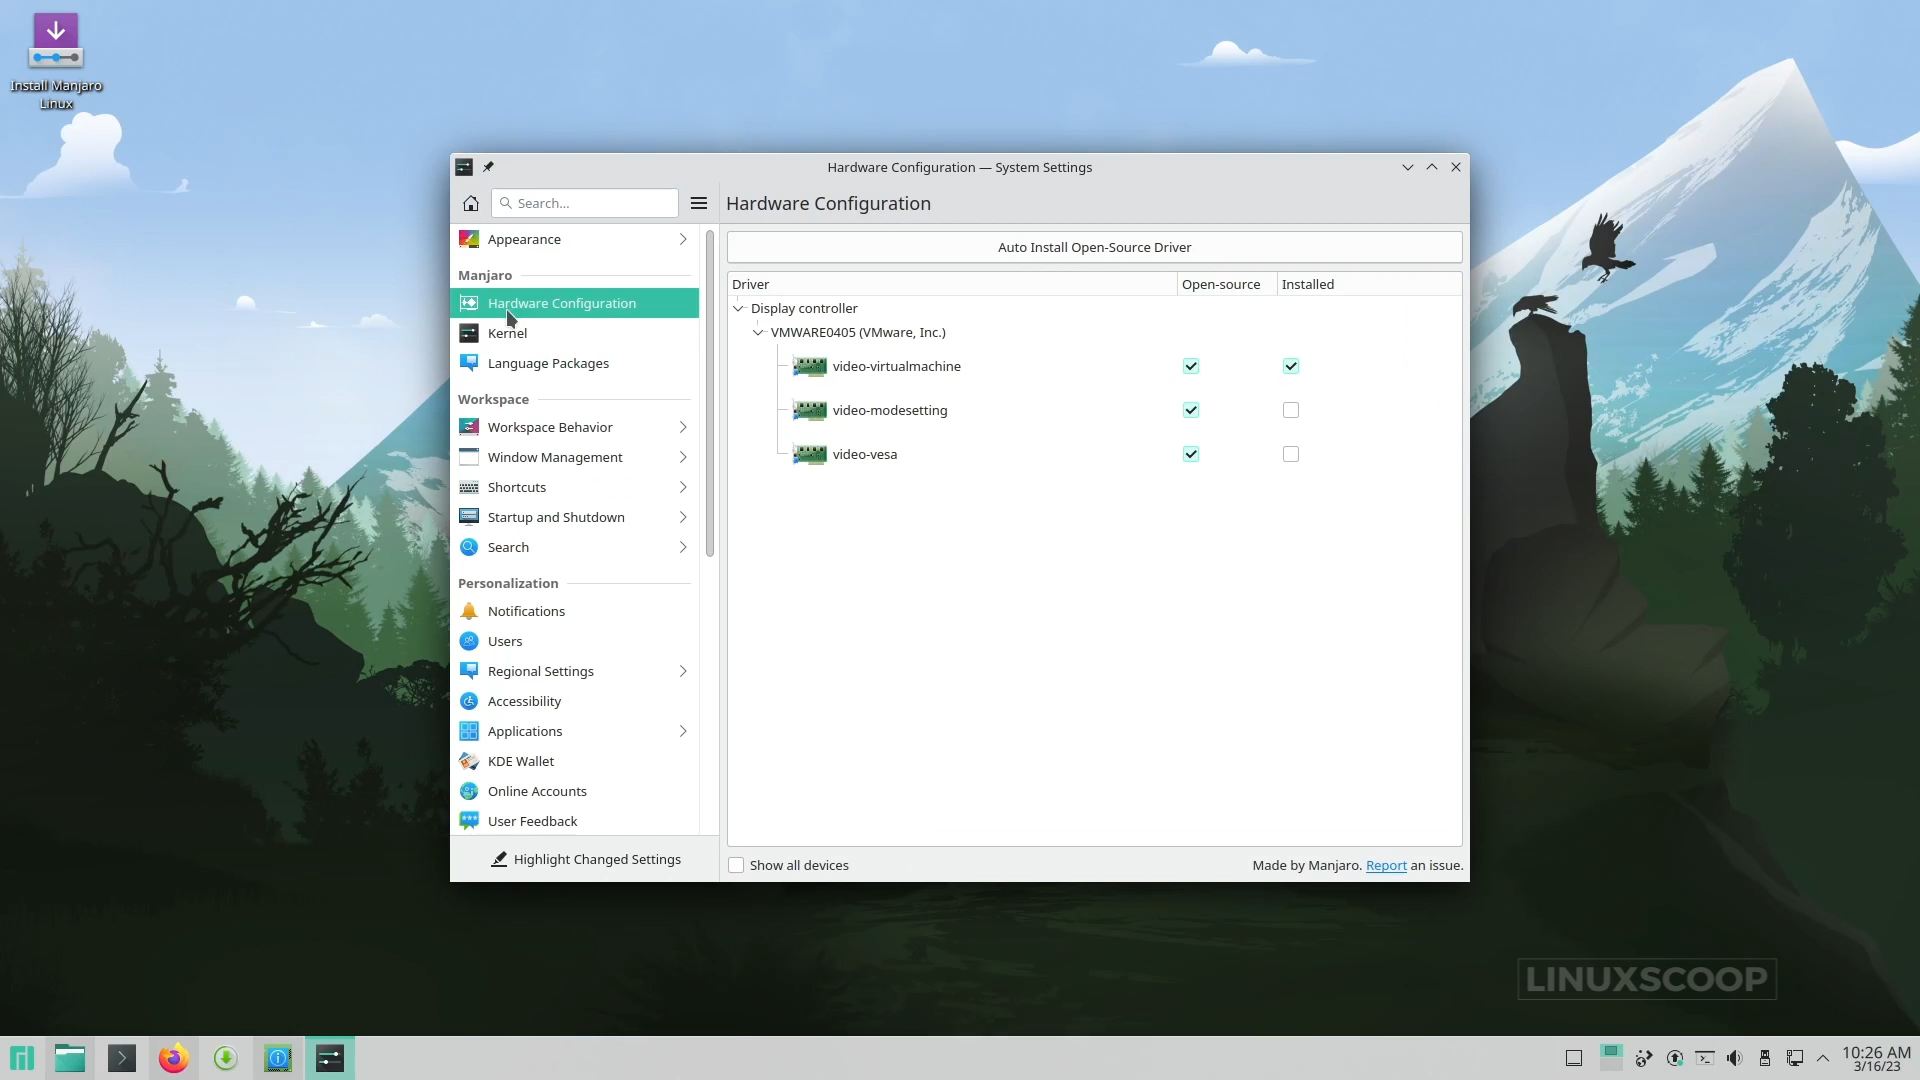 Install Manjaro
Linux
Hardware Configuration — System Settings
Search...
Hardware Configuration
Appearance
Manjaro
Hardware Configuration
Kernel
Language Packages
Workspace
Workspace Behavior
Window Management
Shortcuts
Startup and Shutdown
Search
Personalization
Notifications
Users
Regional Settings
Accessibility
Applications
KDE Wallet
Online Accounts
User Feedback
Highlight Changed Settings
Auto Install Open-Source Driver
Driver Open-source Installed
Display controller
VMWARE0405 (VMware, Inc.)
video-virtualmachine
video-modesetting
video-vesa
Show all devices
Made by Manjaro. Report an issue.
LINUXSCOOP
10:26 AM
3/16/23